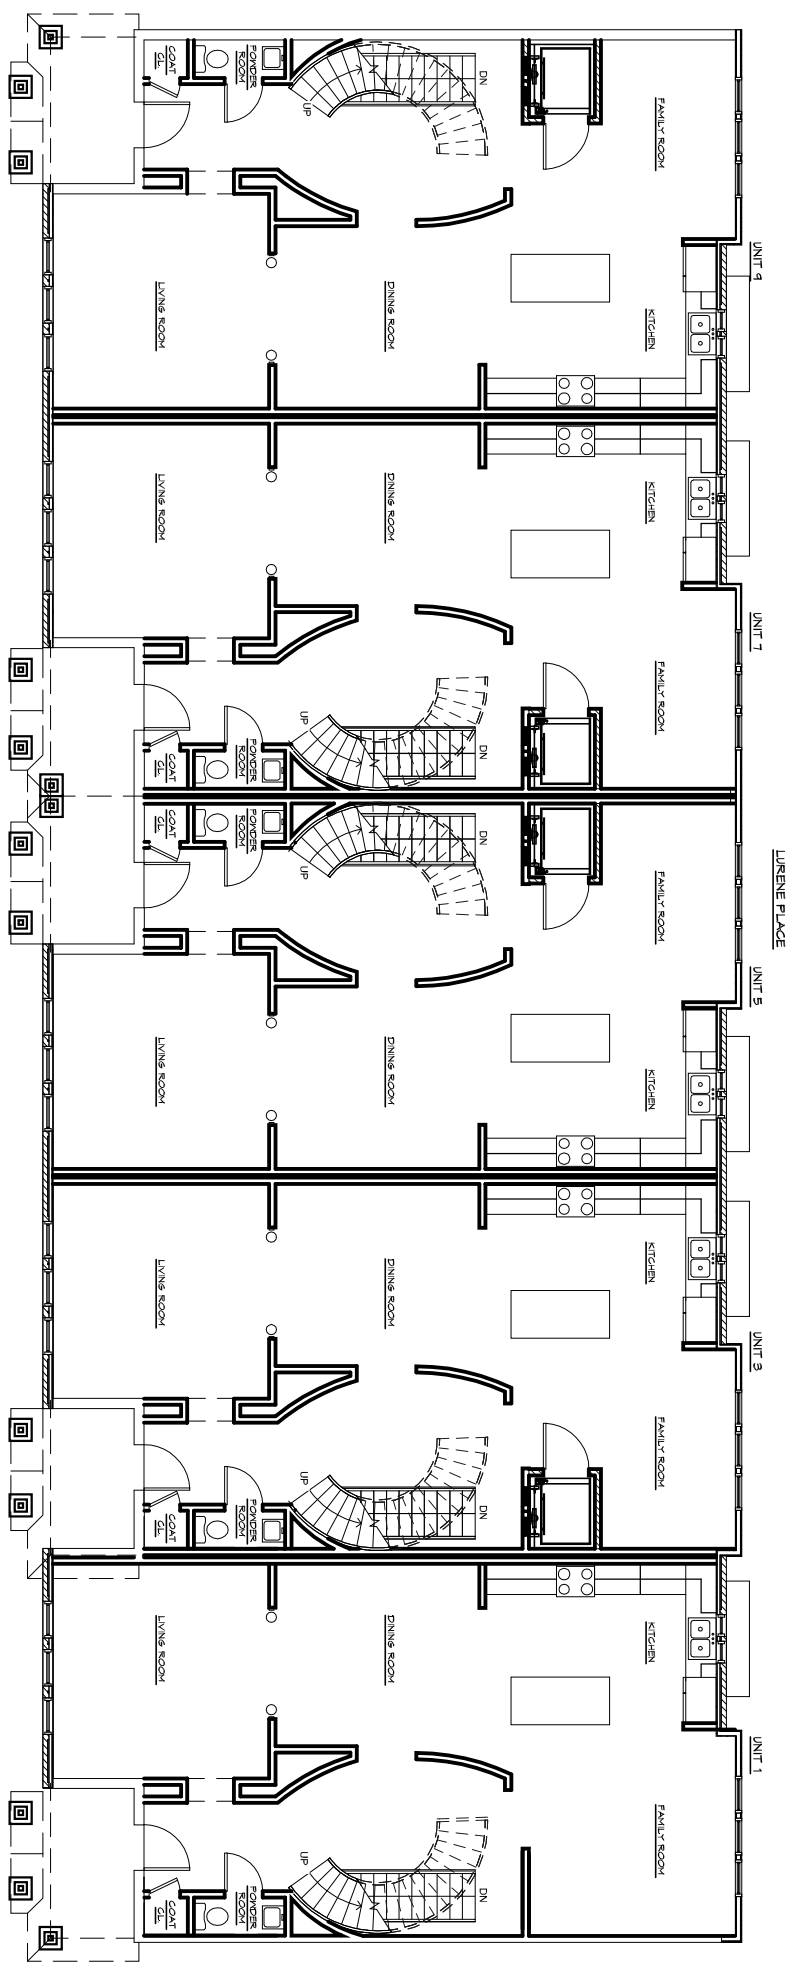 LURENE PLACE
UNIT 9
FAMILY ROOM
KITCHEN
DINING ROOM
LIVING ROOM
DN
UP
POWDER
ROOM
COAT
CL
UNIT 7
KITCHEN
FAMILY ROOM
DINING ROOM
LIVING ROOM
DN
UP
POWDER
ROOM
COAT
CL
UNIT 5
FAMILY ROOM
KITCHEN
DINING ROOM
LIVING ROOM
DN
UP
POWDER
ROOM
COAT
CL
UNIT 3
KITCHEN
FAMILY ROOM
DINING ROOM
LIVING ROOM
DN
UP
POWDER
ROOM
COAT
CL
UNIT 1
KITCHEN
FAMILY ROOM
DINING ROOM
LIVING ROOM
DN
UP
POWDER
ROOM
COAT
CL